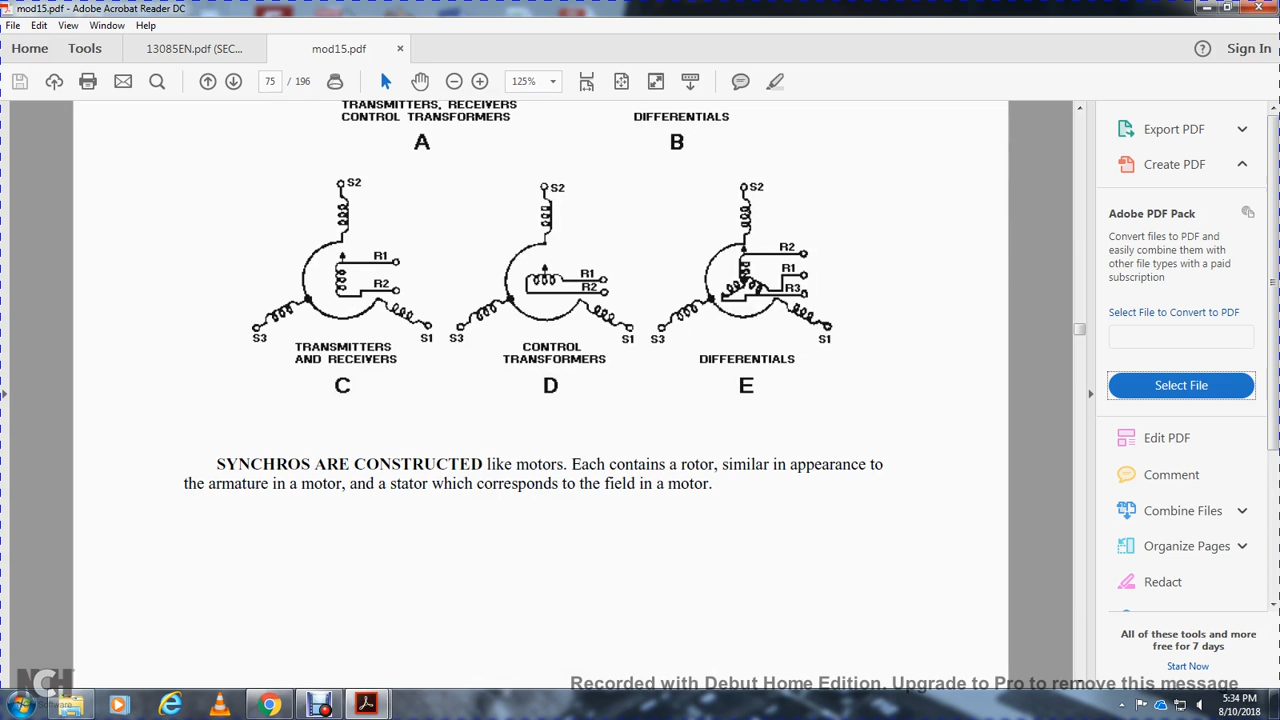 mod15.pdf - Adobe Acrobat Reader DC
File Edit View Window Help
Home Tools 13085EN.pdf (SEC... mod15.pdf × Sign In
75 / 196 125%
TRANSMITTERS, RECEIVERS
CONTROL TRANSFORMERS
A
DIFFERENTIALS
B
S2
R1
R2
S3
S1
TRANSMITTERS
AND RECEIVERS
C
S2
R1
R2
S3
S1
CONTROL
TRANSFORMERS
D
S2
R2
R1
R3
S3
S1
DIFFERENTIALS
E
SYNCHROS ARE CONSTRUCTED like motors. Each contains a rotor, similar in appearance to
the armature in a motor, and a stator which corresponds to the field in a motor.
Export PDF
Create PDF
Adobe PDF Pack
Convert files to PDF and
easily combine them with
other file types with a paid
subscription
Select File to Convert to PDF
Select File
Edit PDF
Comment
Combine Files
Organize Pages
Redact
All of these tools and more
free for 7 days
Start Now
NCH
Software
Recorded with Debut Home Edition. Upgrade to Pro to remove this message
5:34 PM
8/10/2018